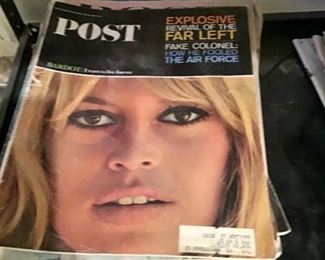 POST
EXPLOSIVE
REVIVAL OF THE
FAR LEFT
FAKE COLONEL:
HOW HE FOOLED
THE AIR FORCE
BARDOT: